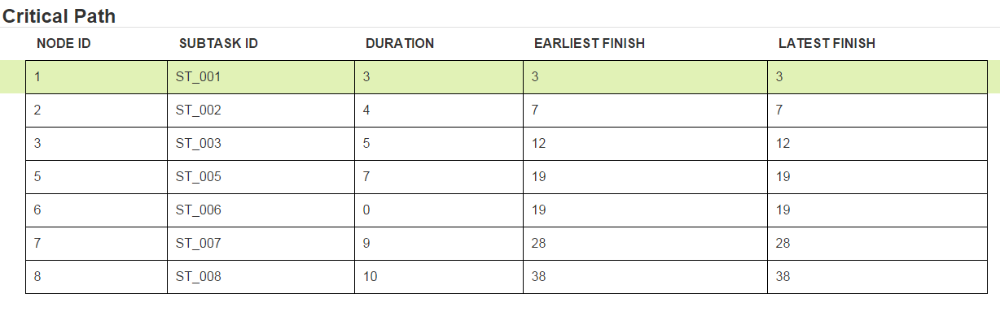 Critical Path
NODE ID SUBTASK ID DURATION EARLIEST FINISH LATEST FINISH
1 ST_001 3 3 3
2 ST_002 4 7 7
3 ST_003 5 12 12
5 ST_005 7 19 19
6 ST_006 0 19 19
7 ST_007 9 28 28
8 ST_008 10 38 38